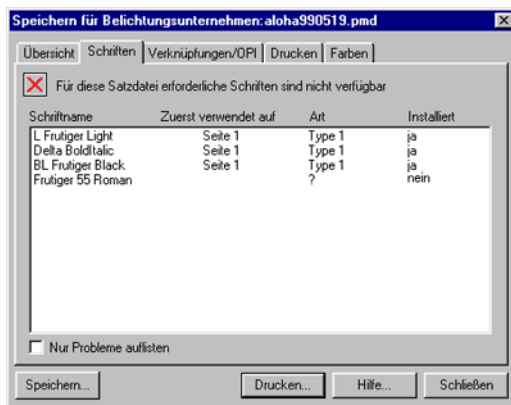 Speichern für Belichtungsunternehmen: aloha990519.pmd
Übersicht Schriften Verknüpfungen/OPI Drucken Farben
Für diese Satzdatei erforderliche Schriften sind nicht verfügbar
Schriftname Zuerst verwendet auf Art Installiert
L Frutiger Light Seite 1 Type 1 ja
Delta BoldItalic Seite 1 Type 1 ja
BL Frutiger Black Seite 1 Type 1 ja
Frutiger 55 Roman ? nein
Nur Probleme auflisten
Speichern... Drucken... Hilfe... Schließen